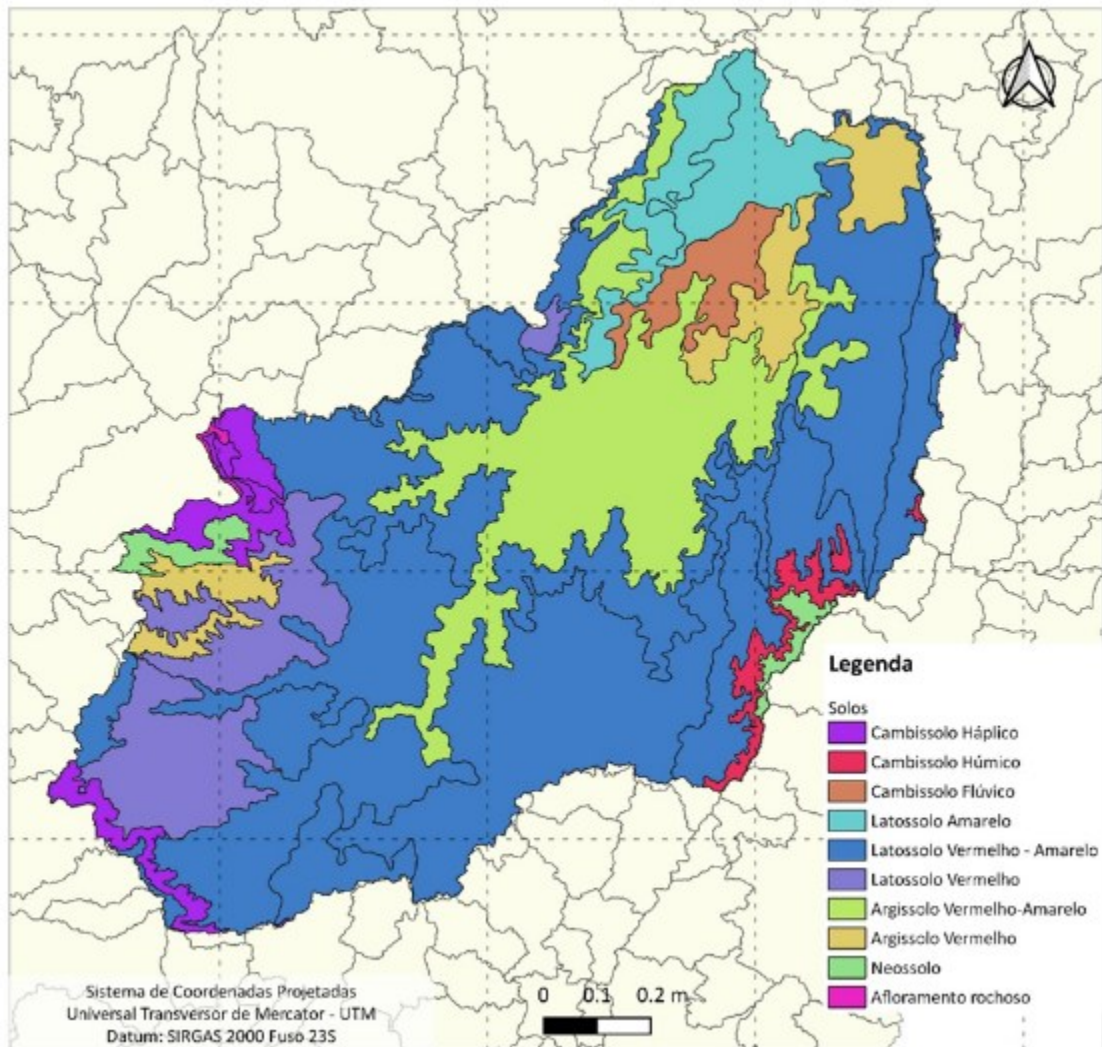 Legenda
Solos
Cambissolo Háplico
Cambissolo Húmico
Cambissolo Flúvico
Latossolo Amarelo
Latossolo Vermelho - Amarelo
Latossolo Vermelho
Argissolo Vermelho-Amarelo
Argissolo Vermelho
Neossolo
Afloramento rochoso
Sistema de Coordenadas Projetadas
Universal Transversor de Mercator - UTM
Datum: SIRGAS 2000 Fuso 23S
0 0.1 0.2 m